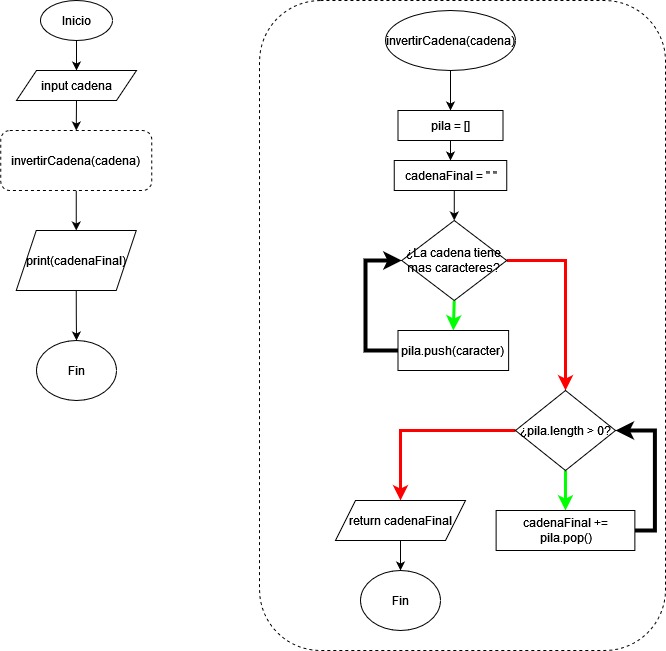 Inicio
input cadena
invertirCadena(cadena)
print(cadenaFinal)
Fin
invertirCadena(cadena)
pila = []
cadenaFinal = " "
¿La cadena tiene
mas caracteres?
pila.push(caracter)
¿pila.length > 0?
cadenaFinal +=
pila.pop()
return cadenaFinal
Fin